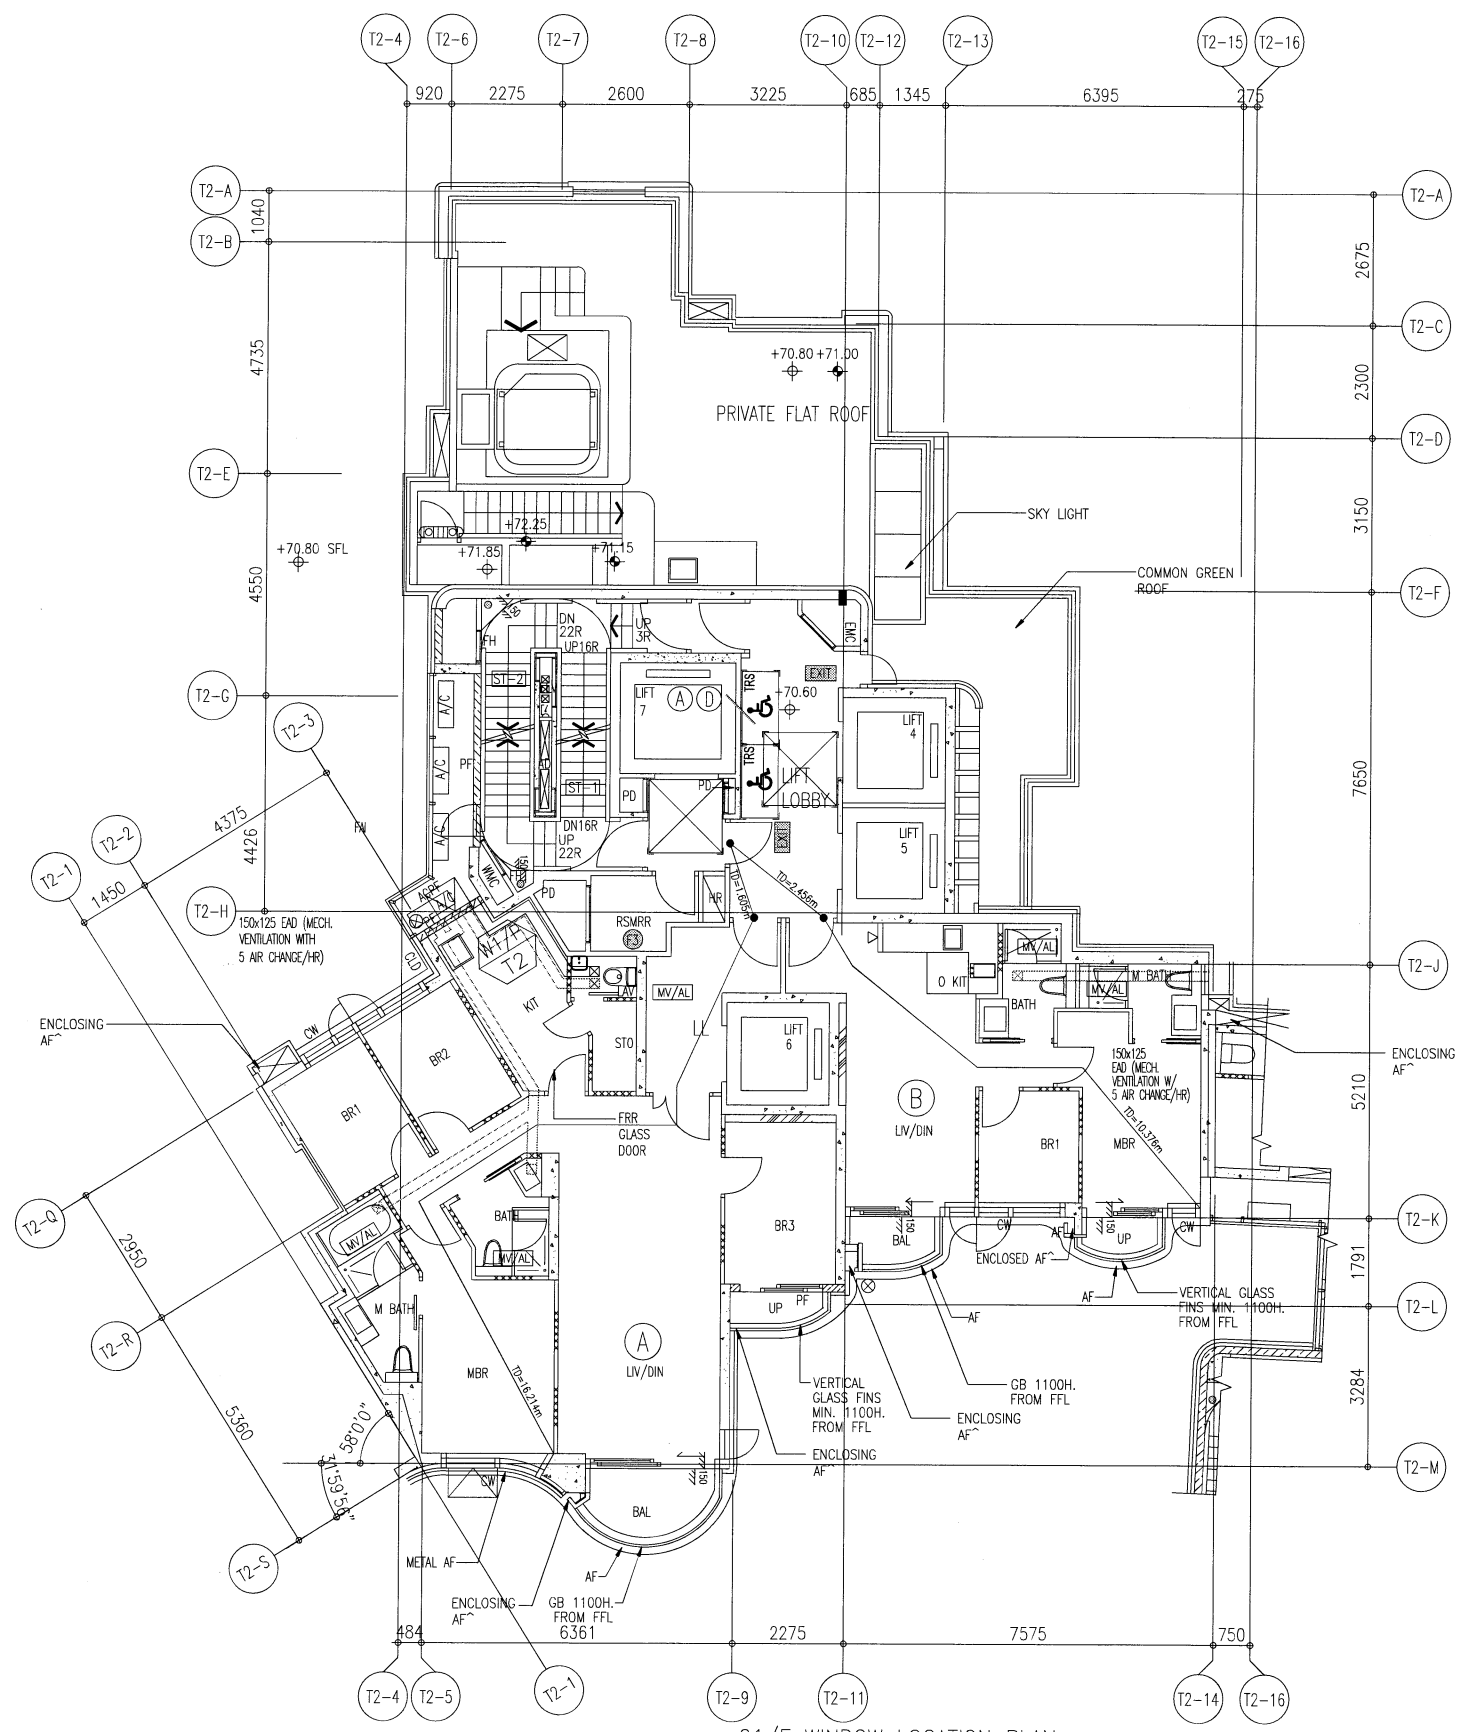 T2-4
T2-6
T2-7
T2-8
T2-10
T2-12
T2-13
T2-15
T2-16
920
2275
2600
3225
685
1345
6395
275
T2-A
T2-A
1040
T2-B
2675
T2-C
4735
+70.80
+71.00
2300
PRIVATE FLAT ROOF
T2-D
T2-E
3150
SKY LIGHT
+72.25
+70.80 SFL
+71.85
+71.15
COMMON GREEN
ROOF
4550
T2-F
150
FH
DN
22R
UP
3R
UP16R
EMC
EXIT
ST-2
T2-G
A/C
LIFT
7
A
D
TRS
+70.60
LIFT
4
T2-3
PF
A/C
TRS
LIFT
LOBBY
ST-1
PD
PD
7650
4375
T2-2
FAI
4426
A/C
DN16R
UP
22R
EXIT
LIFT
5
T2-1
1450
WMC
150
TD=1.605m
TD=2.456m
T2-H
ACPF
A/C
PD
HR
150x125 EAD (MECH.
VENTILATION WITH
5 AIR CHANGE/HR)
RSMRR
F3
W1/P
T2
CLD
MV/AL
T2-J
KIT
AV
MV/AL
O KIT
BATH
MV/AL
M BATH
ENCLOSING
AF^
CW
BR2
STO
LL
LIFT
6
150x125
EAD (MECH.
VENTILATION W/
5 AIR CHANGE/HR)
ENCLOSING
AF^
BR1
FRR
GLASS
DOOR
B
LIV/DIN
BR1
MBR
TD=10.376m
5210
T2-Q
BATH
MV/AL
MV/AL
BR3
150
BAL
CW
AF
150
UP
CW
T2-K
2950
ENCLOSED AF^
1791
M BATH
UP
PF
AF
AF
VERTICAL GLASS
FINS MIN. 1100H.
FROM FFL
T2-L
T2-R
A
LIV/DIN
MBR
TD=16.214m
VERTICAL
GLASS FINS
MIN. 1100H.
FROM FFL
GB 1100H.
FROM FFL
ENCLOSING
AF^
3284
5360
58°0'0"
31°59'56"
ENCLOSING
AF^
T2-M
CW
150
BAL
T2-S
METAL AF
AF
ENCLOSING
AF^
GB 1100H.
FROM FFL
484
6361
2275
7575
750
T2-4
T2-5
T2-1
T2-9
T2-11
T2-14
T2-16
WINDOW LOCATION PLAN